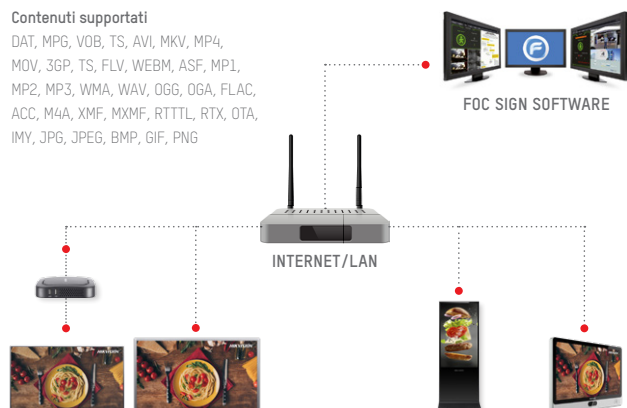 Contenuti supportati
DAT, MPG, VOB, TS, AVI, MKV, MP4,
MOV, 3GP, TS, FLV, WEBM, ASF, MP1,
MP2, MP3, WMA, WAV, OGG, OGA, FLAC,
ACC, M4A, XMF, MXMF, RTTTL, RTX, OTA,
IMY, JPG, JPEG, BMP, GIF, PNG
FOC SIGN SOFTWARE
INTERNET/LAN
HIKVISION
HIKVISION